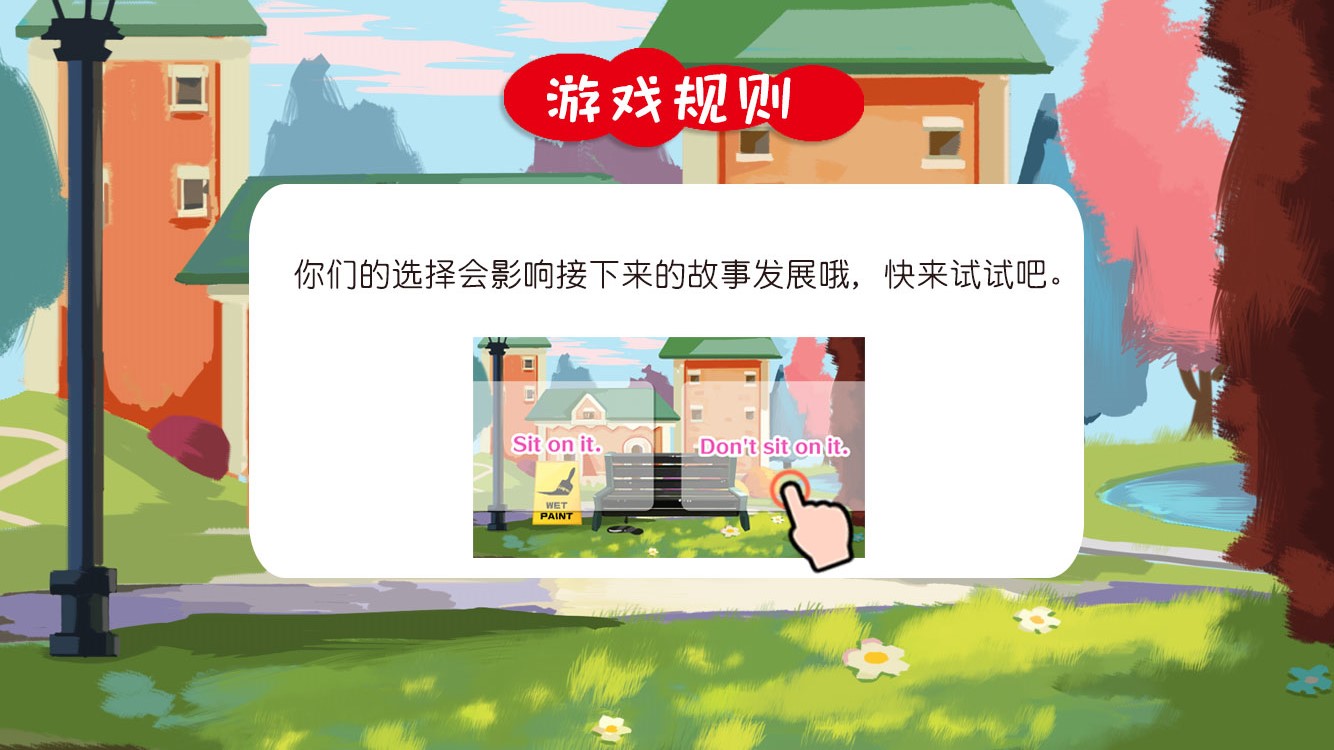 游戏规则
你们的选择会影响接下来的故事发展哦，快来试试吧。
Sit on it.
Don't sit on it.
WET
PAINT